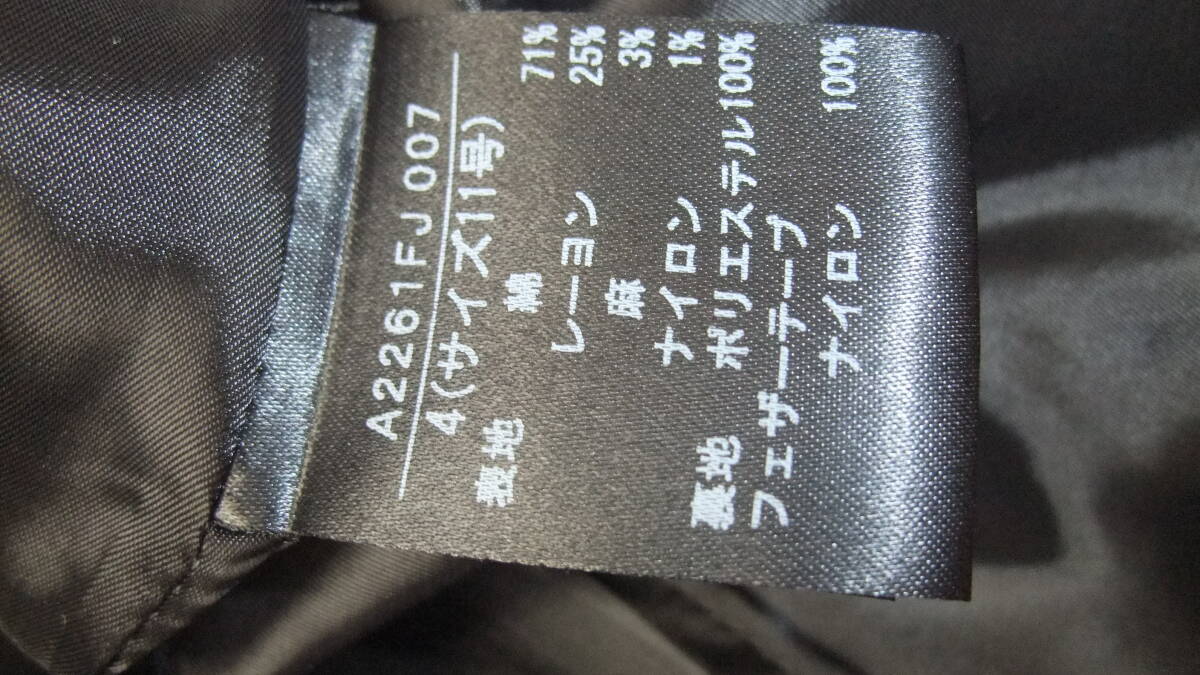 A2261FJ 007
4(サイズ11号)
表地 綿 71%
レーヨン 25%
麻 3%
ナイロン 1%
裏地 ポリエステル100%
フェザーテープ
ナイロン 100%